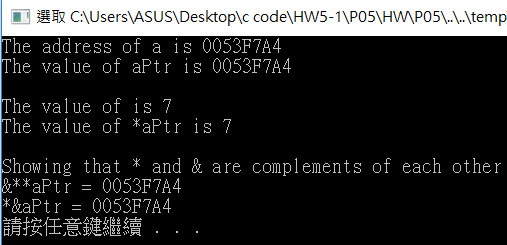 選取 C:\Users\ASUS\Desktop\c code\HW5-1\P05\HW\P05\..\..\temp
The address of a is 0053F7A4
The value of aPtr is 0053F7A4
The value of is 7
The value of *aPtr is 7
Showing that * and & are complements of each other
&**aPtr = 0053F7A4
*&aPtr = 0053F7A4
請按任意鍵繼續 . . .